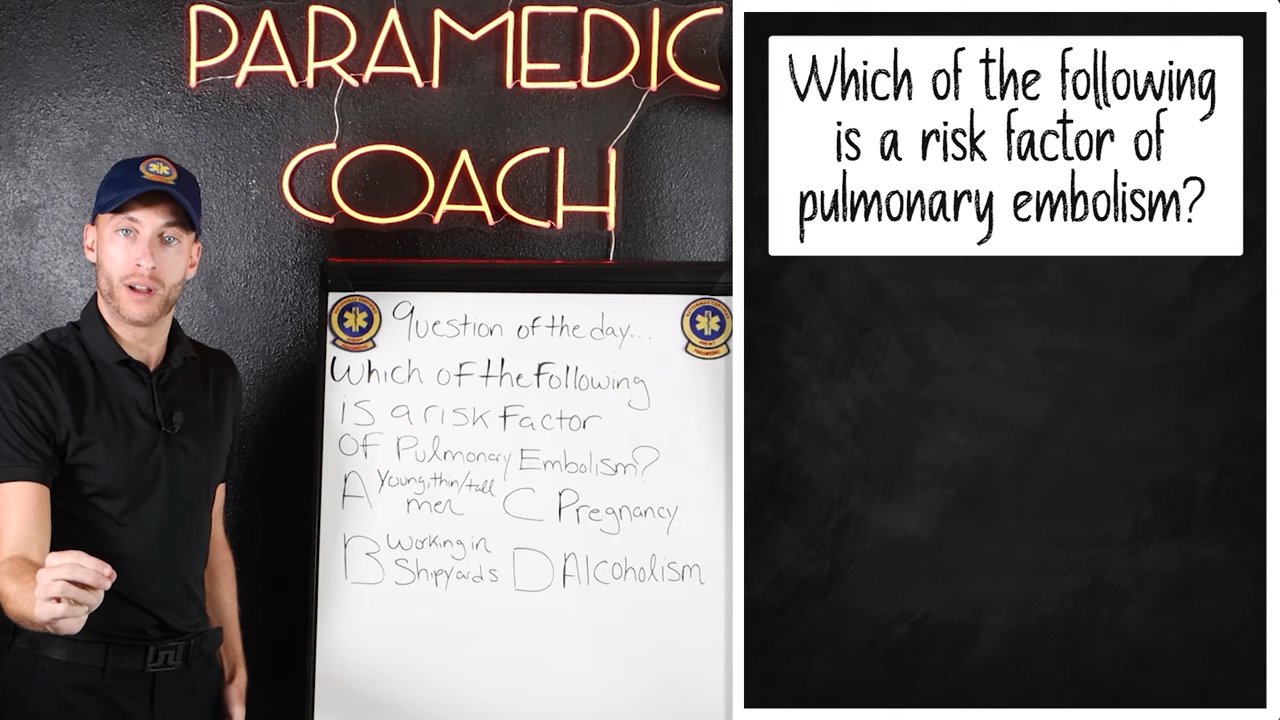 PARAMEDIC
COACH
Question of the day...
Which of the following
is a risk factor
of Pulmonary Embolism?
A Young, thin/tall men
B Working in Shipyards
C Pregnancy
D Alcoholism
Which of the following
is a risk factor of
pulmonary embolism?